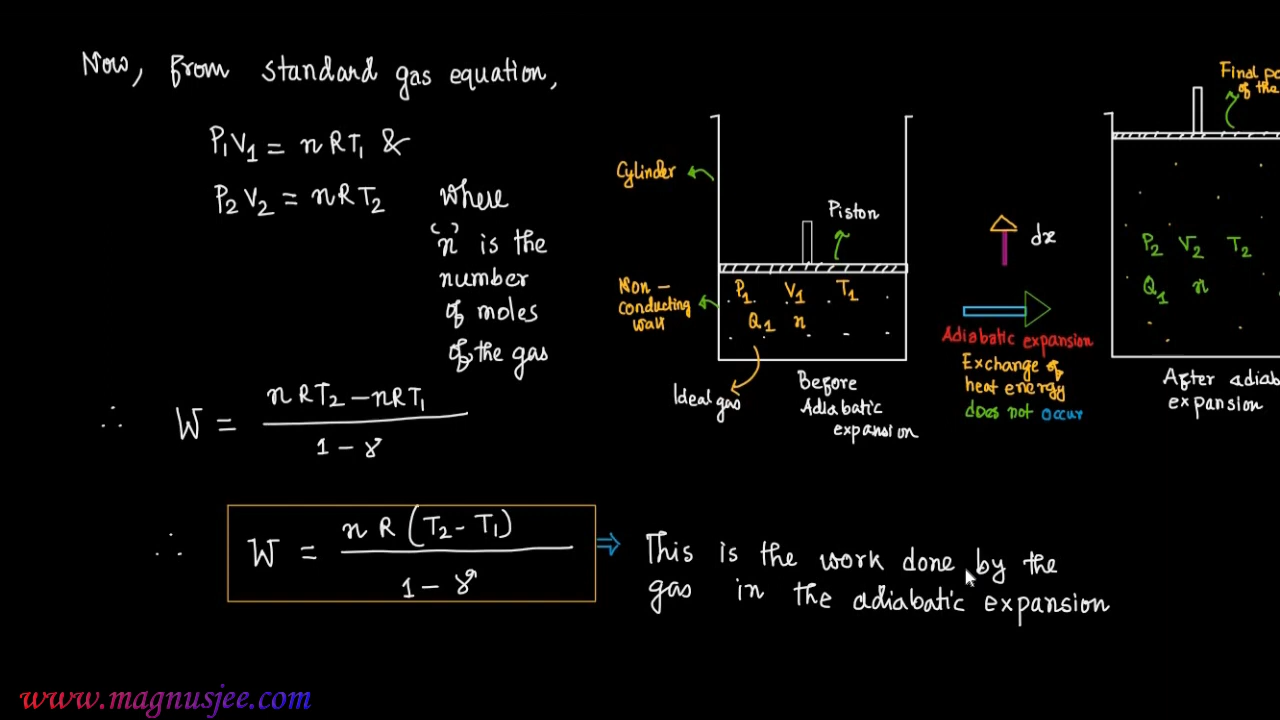 Now, from standard gas equation,
P₁V₁ = nRT₁ &
P₂V₂ = nRT₂ where
'n' is the
number
of moles
of the gas
∴ W = (nRT₂ - nRT₁) / (1 - γ)
∴ W = nR(T₂ - T₁) / (1 - γ)
⇒ This is the work done by the
gas in the adiabatic expansion
Cylinder
Piston
Non-
conducting
wall
P₁ V₁ T₁
Q₁ n
Ideal gas
Before
Adiabatic
expansion
dx
Adiabatic expansion
Exchange of
heat energy
does not occur
Final po
of the
P₂ V₂ T₂
Q₁ n
After adiab
expansion
www.magnusjee.com